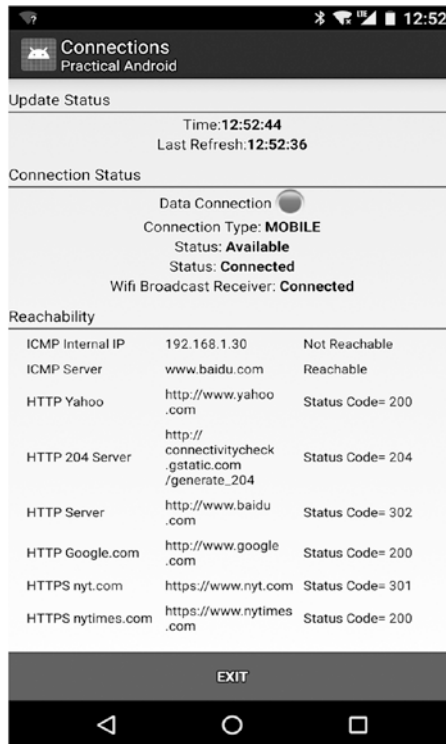 ? LTE 12:52
Connections
Practical Android
Update Status
Time:12:52:44
Last Refresh:12:52:36
Connection Status
Data Connection
Connection Type: MOBILE
Status: Available
Status: Connected
Wifi Broadcast Receiver: Connected
Reachability
ICMP Internal IP 192.168.1.30 Not Reachable
ICMP Server www.baidu.com Reachable
HTTP Yahoo http://www.yahoo
.com Status Code= 200
HTTP 204 Server http://
connectivitycheck
.gstatic.com
/generate_204 Status Code= 204
HTTP Server http://www.baidu
.com Status Code= 302
HTTP Google.com http://www.google
.com Status Code= 200
HTTPS nyt.com https://www.nyt.com Status Code= 301
HTTPS nytimes.com https://www.nytimes
.com Status Code= 200
EXIT